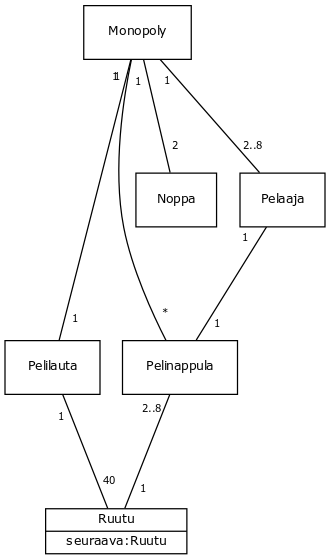 Monopoly
1
1
1
1
2
2..8
Noppa
Pelaaja
1
*
1
1
Pelilauta
Pelinappula
1
2..8
40
1
Ruutu
seuraava:Ruutu